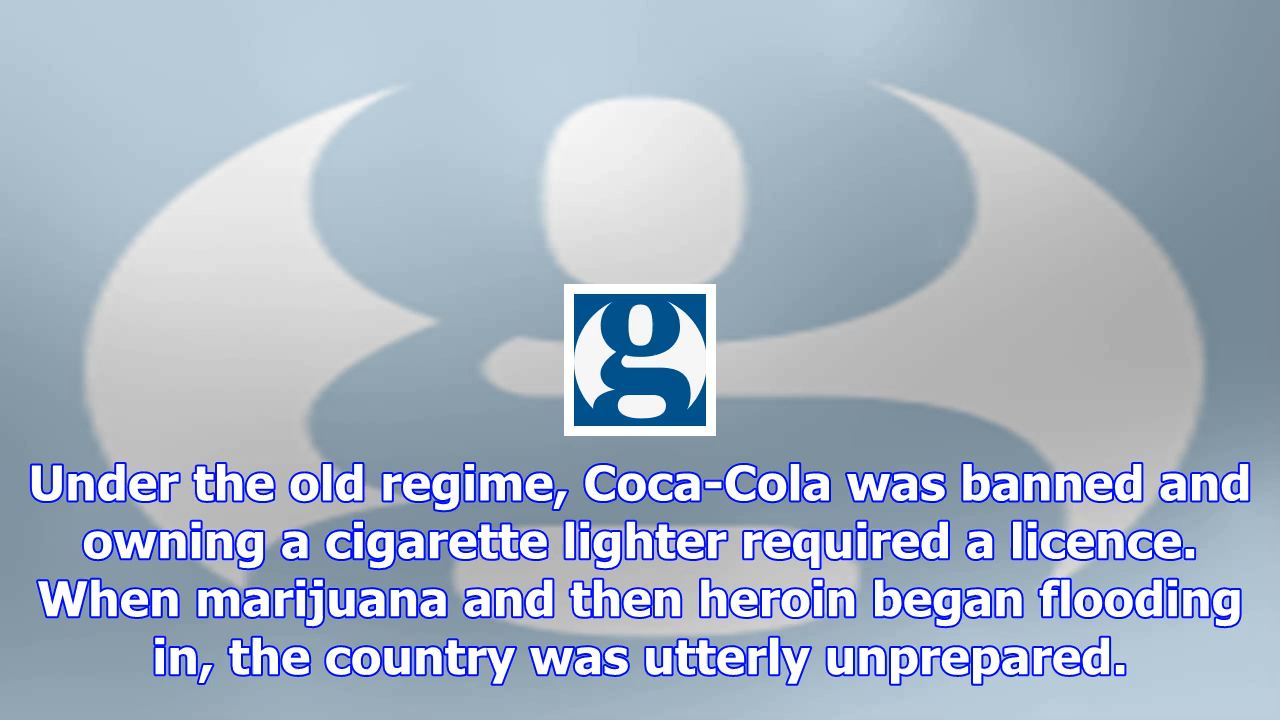 g
Under the old regime, Coca-Cola was banned and
owning a cigarette lighter required a licence.
When marijuana and then heroin began flooding
in, the country was utterly unprepared.